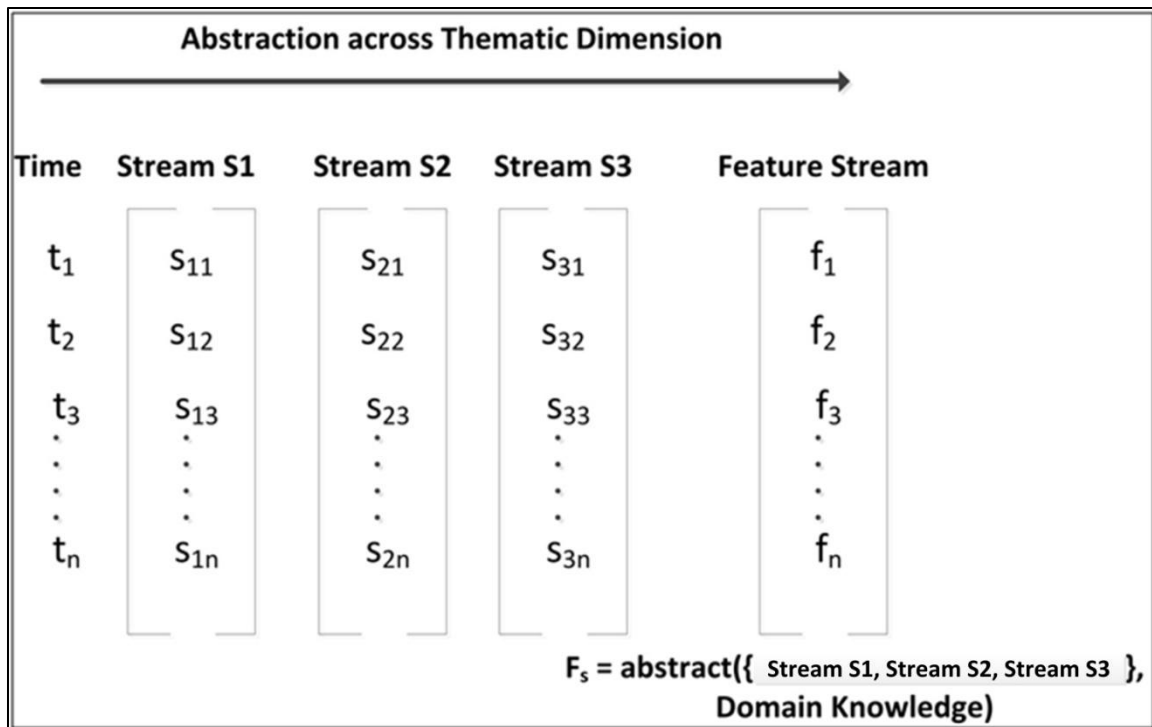 Abstraction across Thematic Dimension
Time Stream S1 Stream S2 Stream S3 Feature Stream
t₁ s₁₁ s₂₁ s₃₁ f₁
t₂ s₁₂ s₂₂ s₃₂ f₂
t₃ s₁₃ s₂₃ s₃₃ f₃
. . . . .
. . . . .
. . . . .
. . . . .
tₙ s₁ₙ s₂ₙ s₃ₙ fₙ
Fₛ = abstract({ Stream S1, Stream S2, Stream S3 },
Domain Knowledge)